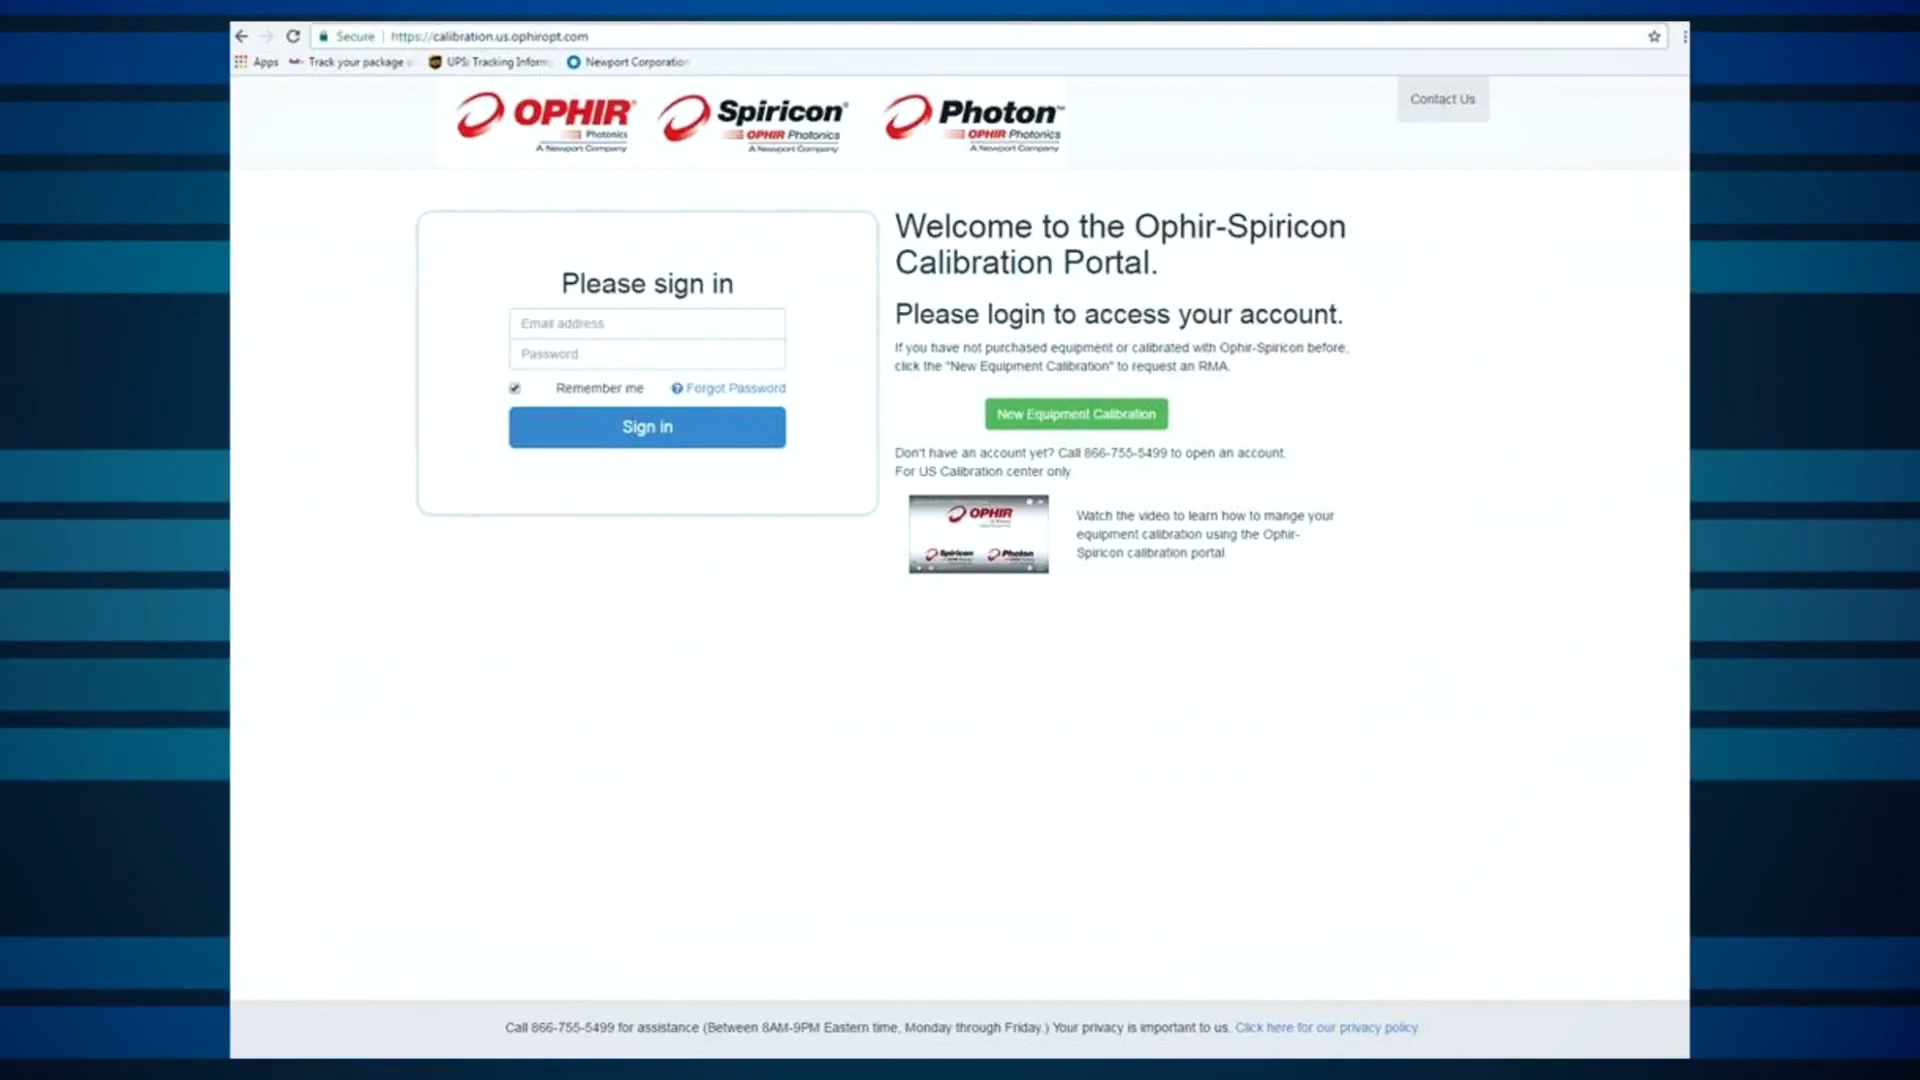 Secure | https://calibration.us.ophiropt.com
Apps Track your package UPS: Tracking Inform Newport Corporation
OPHIR® Photonics A Newport Company
Spiricon® OPHIR Photonics A Newport Company
Photon™ OPHIR Photonics A Newport Company
Contact Us
Please sign in
Email address
Password
Remember me Forgot Password
Sign in
Welcome to the Ophir-Spiricon
Calibration Portal.
Please login to access your account.
If you have not purchased equipment or calibrated with Ophir-Spiricon before,
click the "New Equipment Calibration" to request an RMA.
New Equipment Calibration
Don't have an account yet? Call 866-755-5499 to open an account.
For US Calibration center only
OPHIR
Spiricon Photon
Watch the video to learn how to mange your
equipment calibration using the Ophir-
Spiricon calibration portal.
Call 866-755-5499 for assistance (Between 8AM-9PM Eastern time, Monday through Friday.) Your privacy is important to us. Click here for our privacy policy